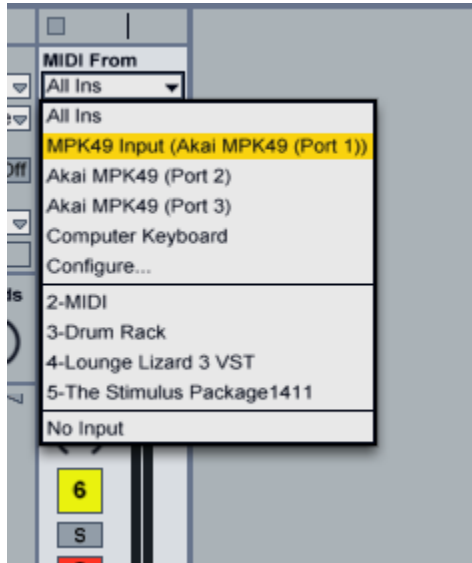 MIDI From
All Ins
All Ins
MPK49 Input (Akai MPK49 (Port 1))
Off
Akai MPK49 (Port 2)
Akai MPK49 (Port 3)
Computer Keyboard
Configure...
2-MIDI
3-Drum Rack
4-Lounge Lizard 3 VST
5-The Stimulus Package1411
No Input
6
S